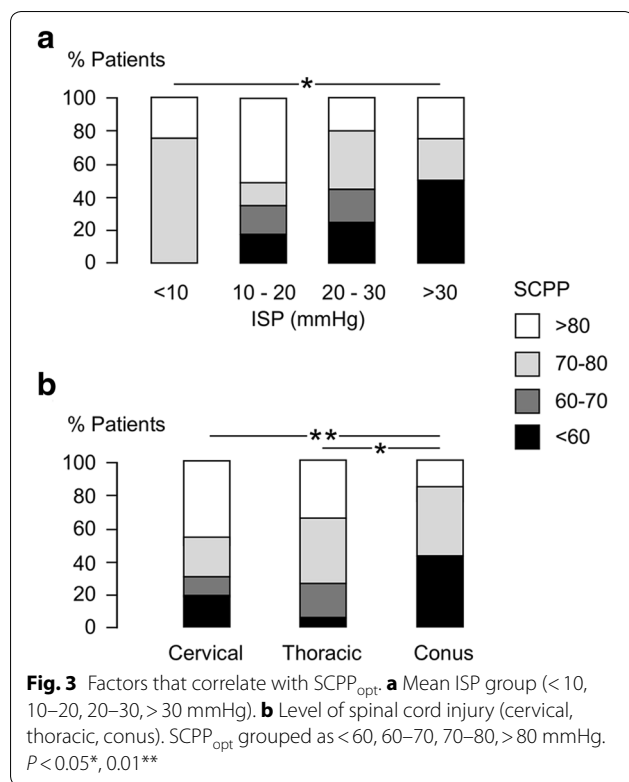 a
% Patients
*
100
80
60
40
20
0
<10 10 - 20 20 - 30 >30
ISP (mmHg)
SCPP
>80
70-80
60-70
<60
b
% Patients
**
*
100
80
60
40
20
0
Cervical Thoracic Conus
Fig. 3 Factors that correlate with SCPPopt. a Mean ISP group (< 10,
10–20, 20–30, > 30 mmHg). b Level of spinal cord injury (cervical,
thoracic, conus). SCPPopt grouped as < 60, 60–70, 70–80, > 80 mmHg.
P < 0.05*, 0.01**